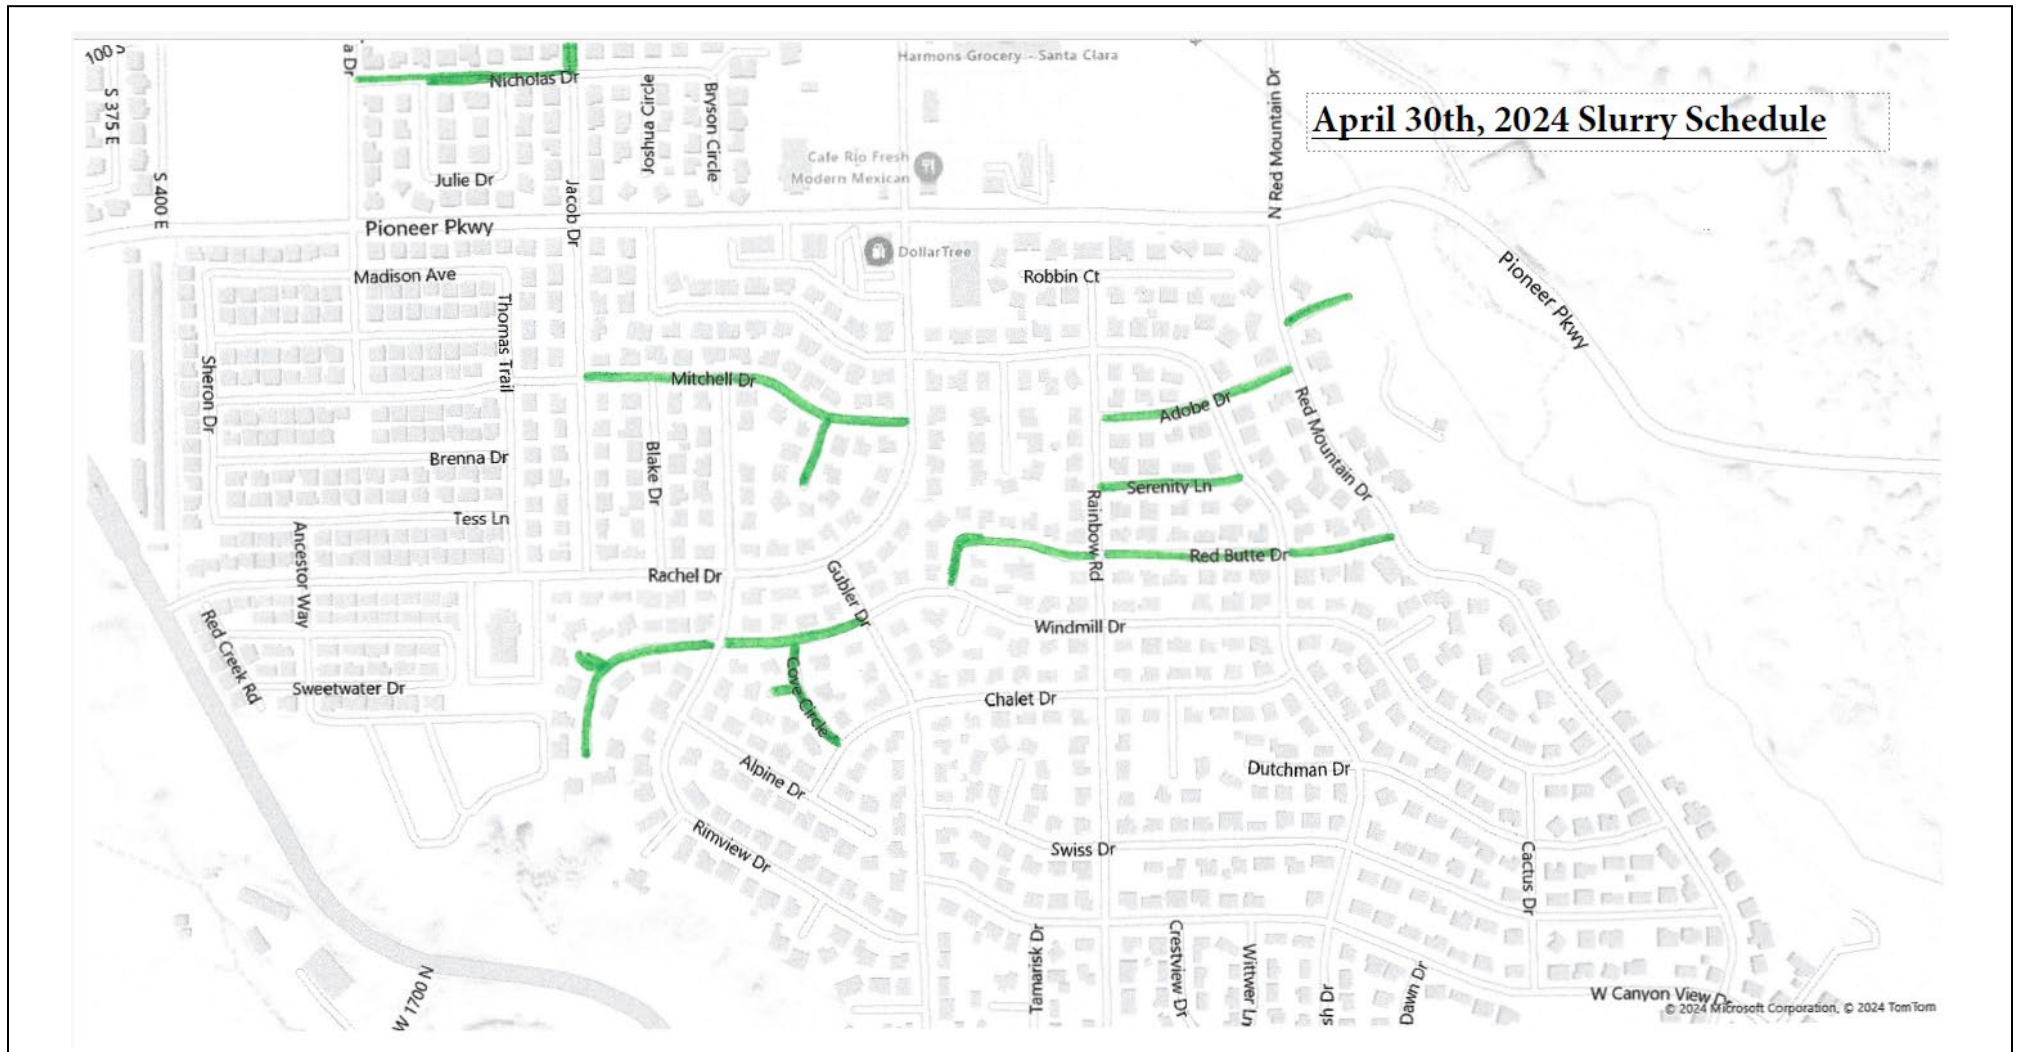 100 S
a Dr
Harmons Grocery - Santa Clara
Nicholas Dr
S 375 E
Joshua Circle
Bryson Circle
N Red Mountain Dr
April 30th, 2024 Slurry Schedule
Cafe Rio Fresh
Modern Mexican
Julie Dr
S 400 E
Jacob Dr
Pioneer Pkwy
DollarTree
Madison Ave
Robbin Ct
Pioneer Pkwy
Thomas Trail
Sheron Dr
Mitchell Dr
Adobe Dr
Red Mountain Dr
Brenna Dr
Blake Dr
Serenity Ln
Tess Ln
Rainbow Rd
Ancestor Way
Red Butte Dr
Rachel Dr
Gubler Dr
Red Creek Rd
Windmill Dr
Sweetwater Dr
Cove Circle
Chalet Dr
Alpine Dr
Dutchman Dr
Rimview Dr
Swiss Dr
Cactus Dr
W 1700 N
Tamarisk Dr
Crestview Dr
Wittwer Ln
sh Dr
Dawn Dr
W Canyon View Dr
© 2024 Microsoft Corporation, © 2024 TomTom